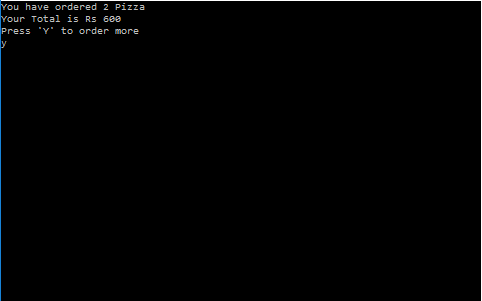 You have ordered 2 Pizza
Your Total is Rs 600
Press 'Y' to order more
y